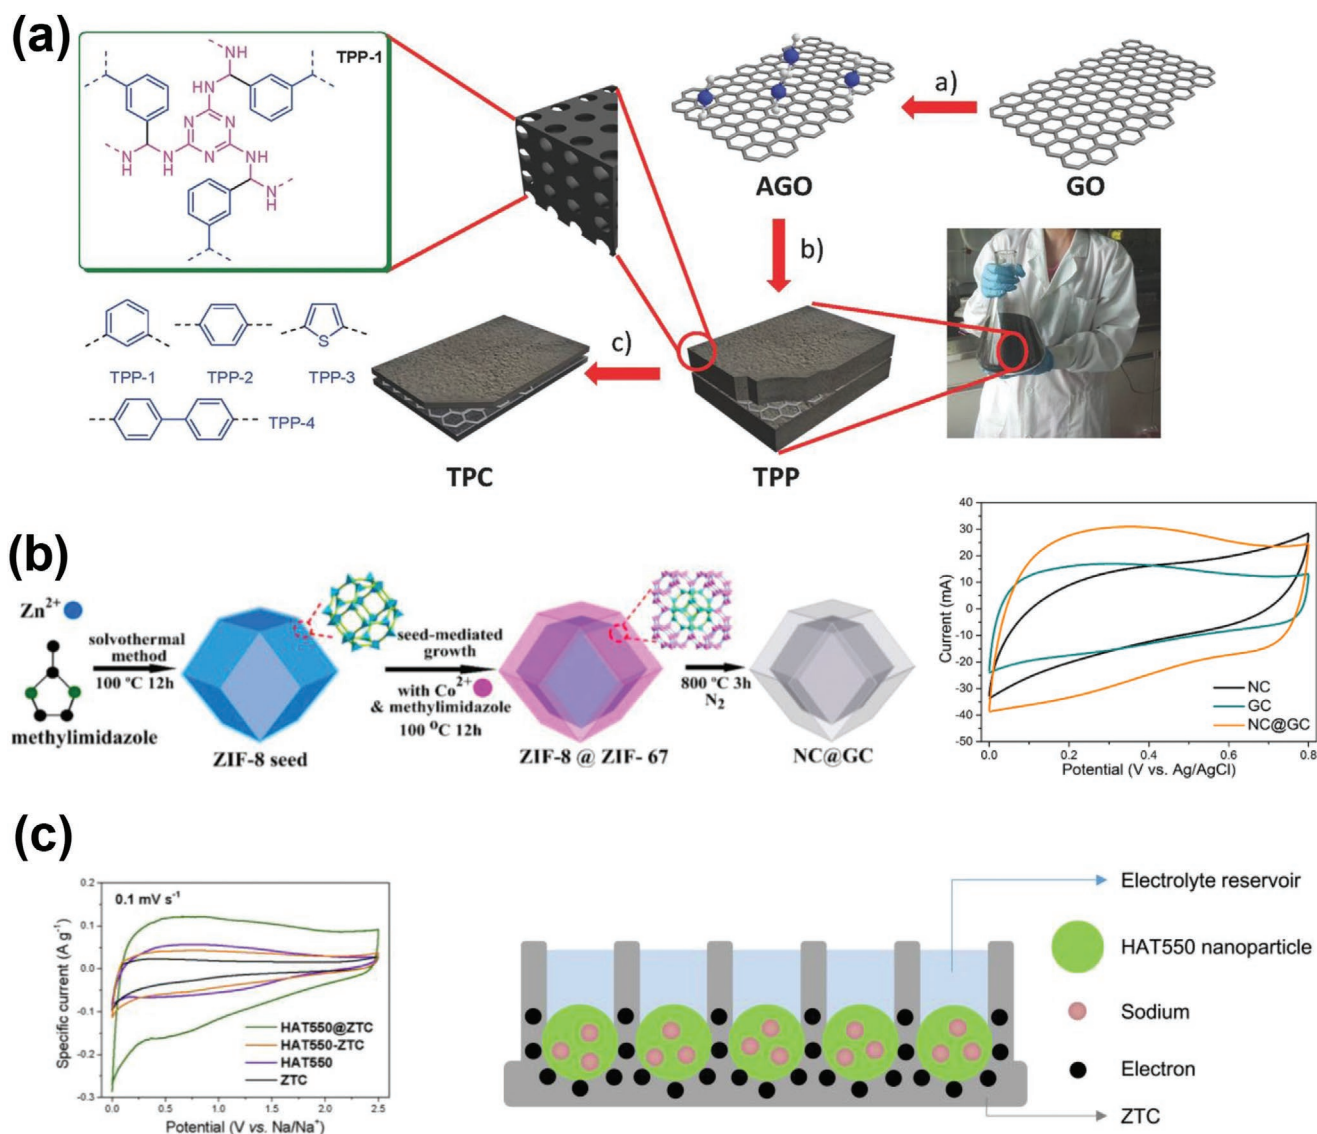 (a)
TPP-1
NH
HN
NH
N
N
N
N
H
NH
HN
N
H
HN
N
H
a)
AGO
GO
b)
S
TPP-1
TPP-2
TPP-3
TPP-4
c)
TPC
TPP
(b)
Zn2+
solvothermal
method
100 ºC 12h
methylimidazole
ZIF-8 seed
seed-mediated
growth
with Co2+
& methylimidazole
100 OC 12h
ZIF-8 @ ZIF- 67
800 ºC 3h
N2
NC@GC
Current (mA)
40
30
20
10
0
-10
-20
-30
-40
-50
NC
GC
NC@GC
0.0
0.2
0.4
0.6
0.8
Potential (V vs. Ag/AgCl)
(c)
0.1 mV s-1
Specific current (A g-1)
0.2
0.1
0.0
-0.1
-0.2
-0.3
HAT550@ZTC
HAT550-ZTC
HAT550
ZTC
0.0
0.5
1.0
1.5
2.0
2.5
Potential (V vs. Na/Na+)
Electrolyte reservoir
HAT550 nanoparticle
Sodium
Electron
ZTC